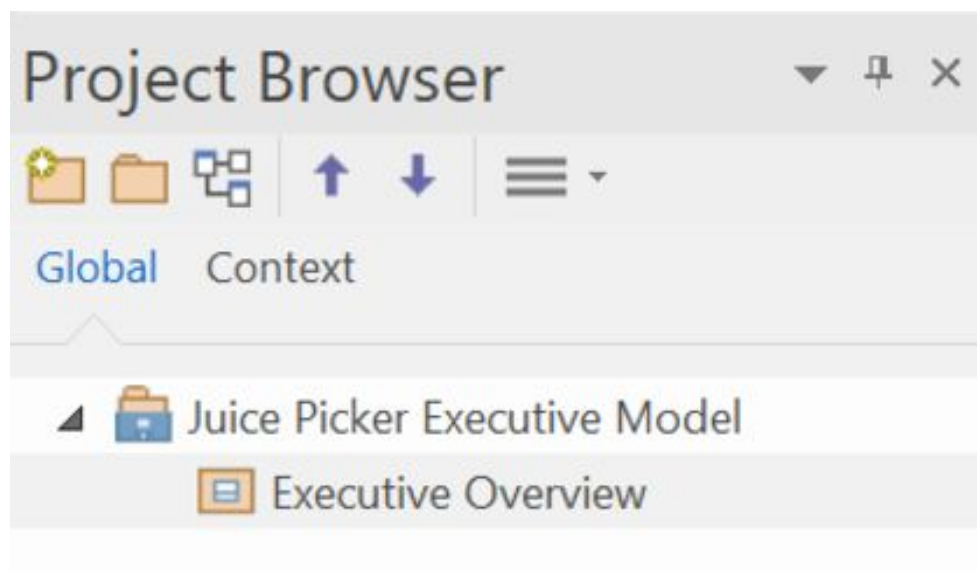 Project Browser
Global Context
Juice Picker Executive Model
Executive Overview